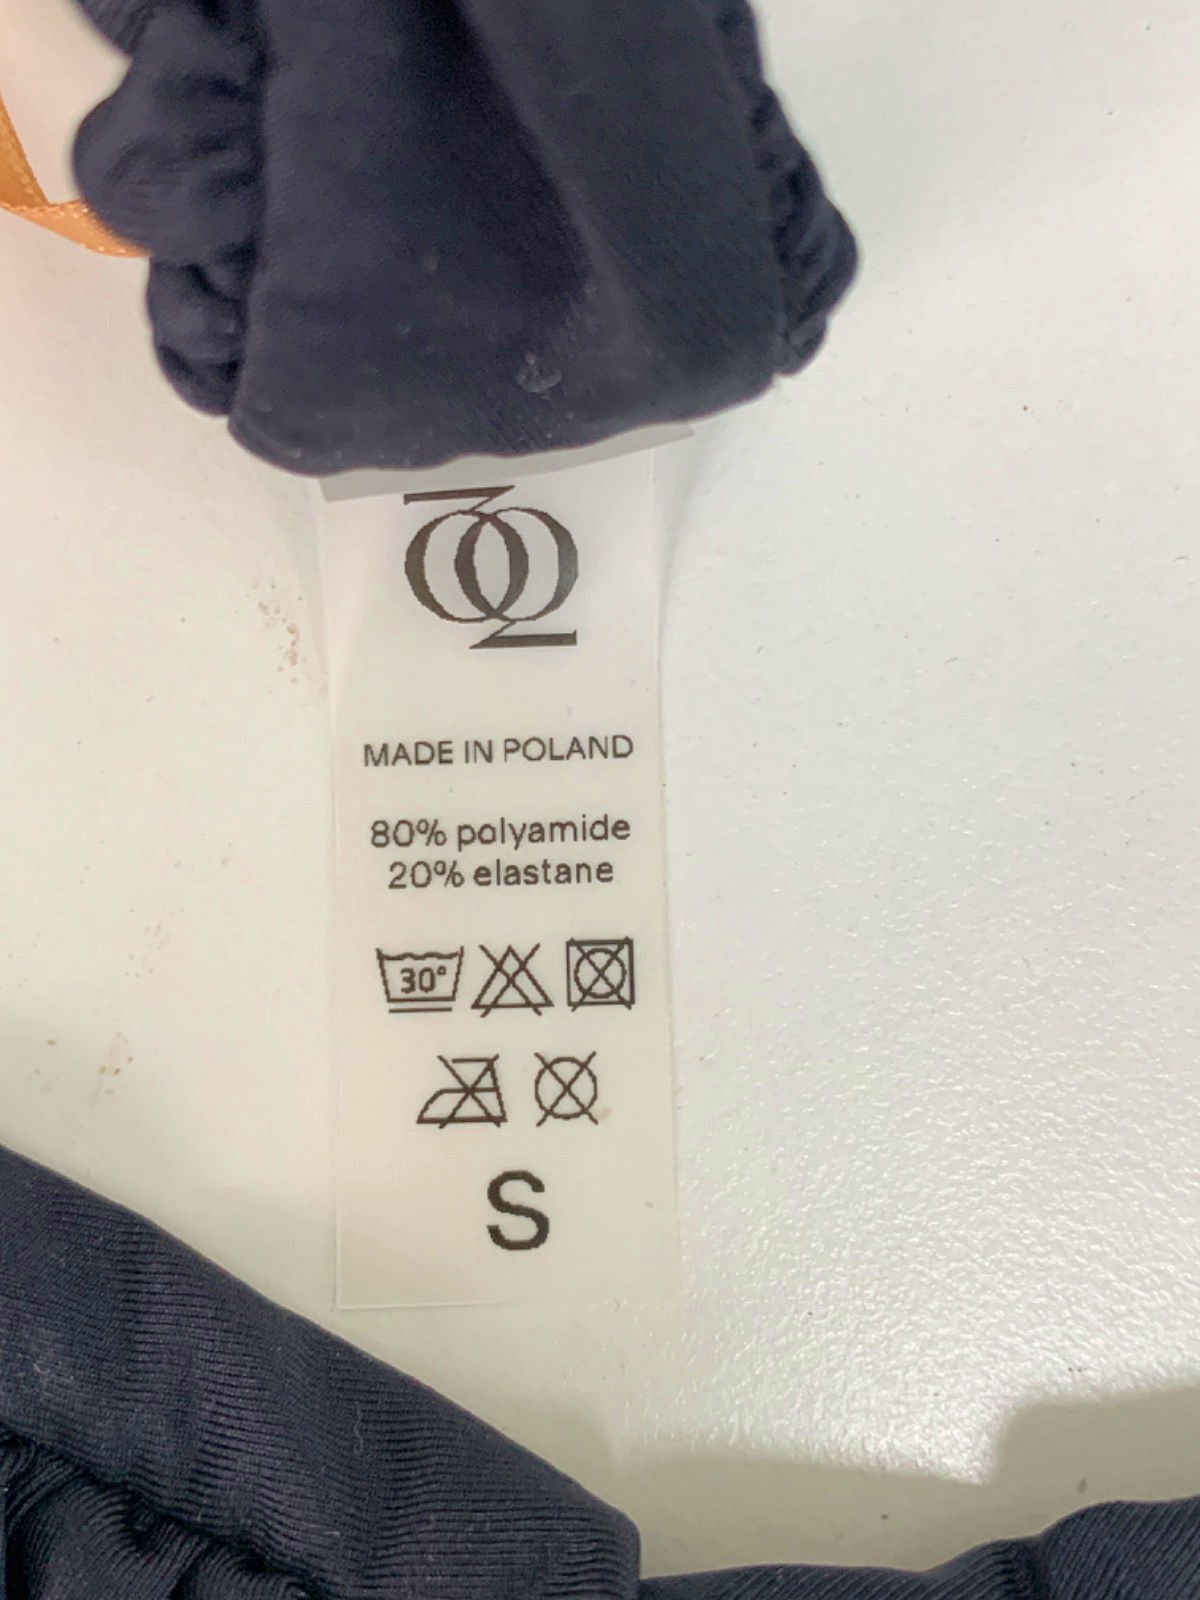 MADE IN POLAND
80% polyamide
20% elastane
30°
S